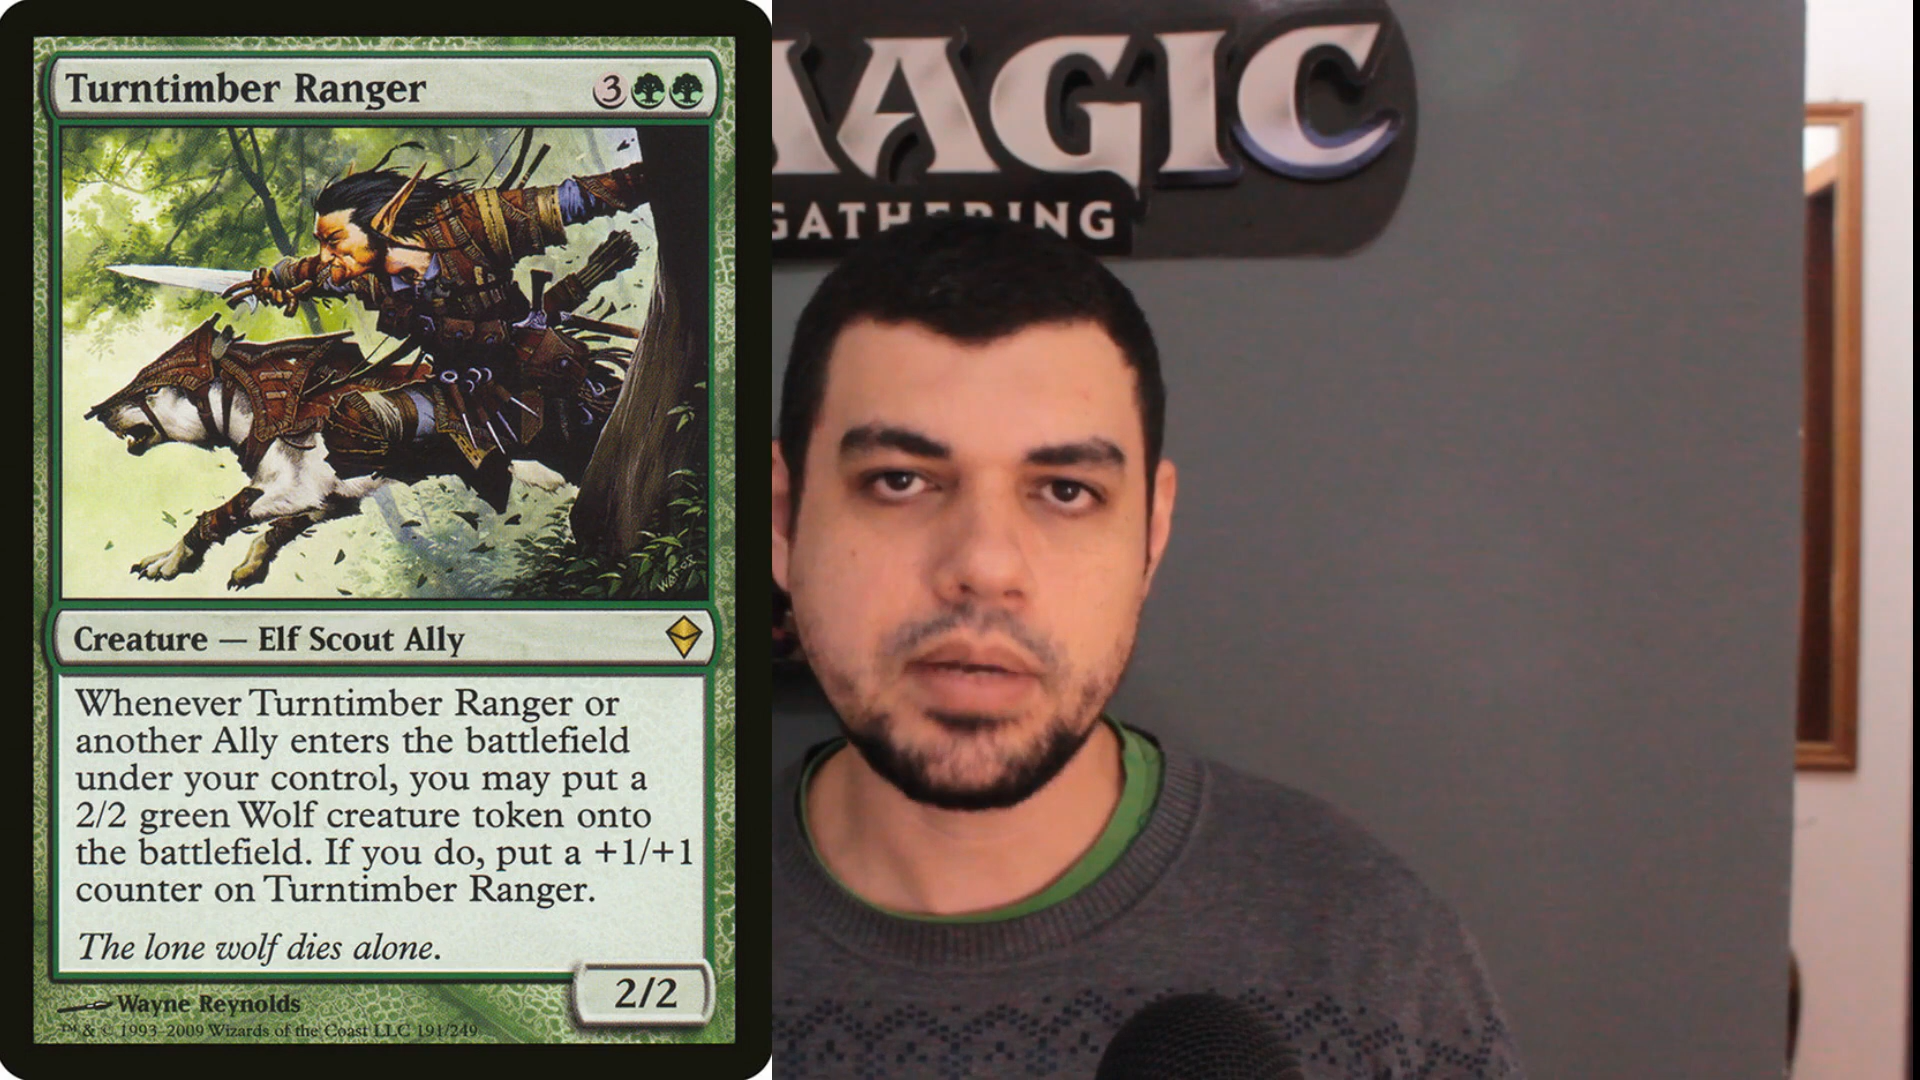 Turntimber Ranger 3
WAR08
Creature — Elf Scout Ally
Whenever Turntimber Ranger or
another Ally enters the battlefield
under your control, you may put a
2/2 green Wolf creature token onto
the battlefield. If you do, put a +1/+1
counter on Turntimber Ranger.
The lone wolf dies alone.
2/2
Wayne Reynolds
™ & © 1993–2009 Wizards of the Coast LLC 191/249
MAGIC
GATHERING